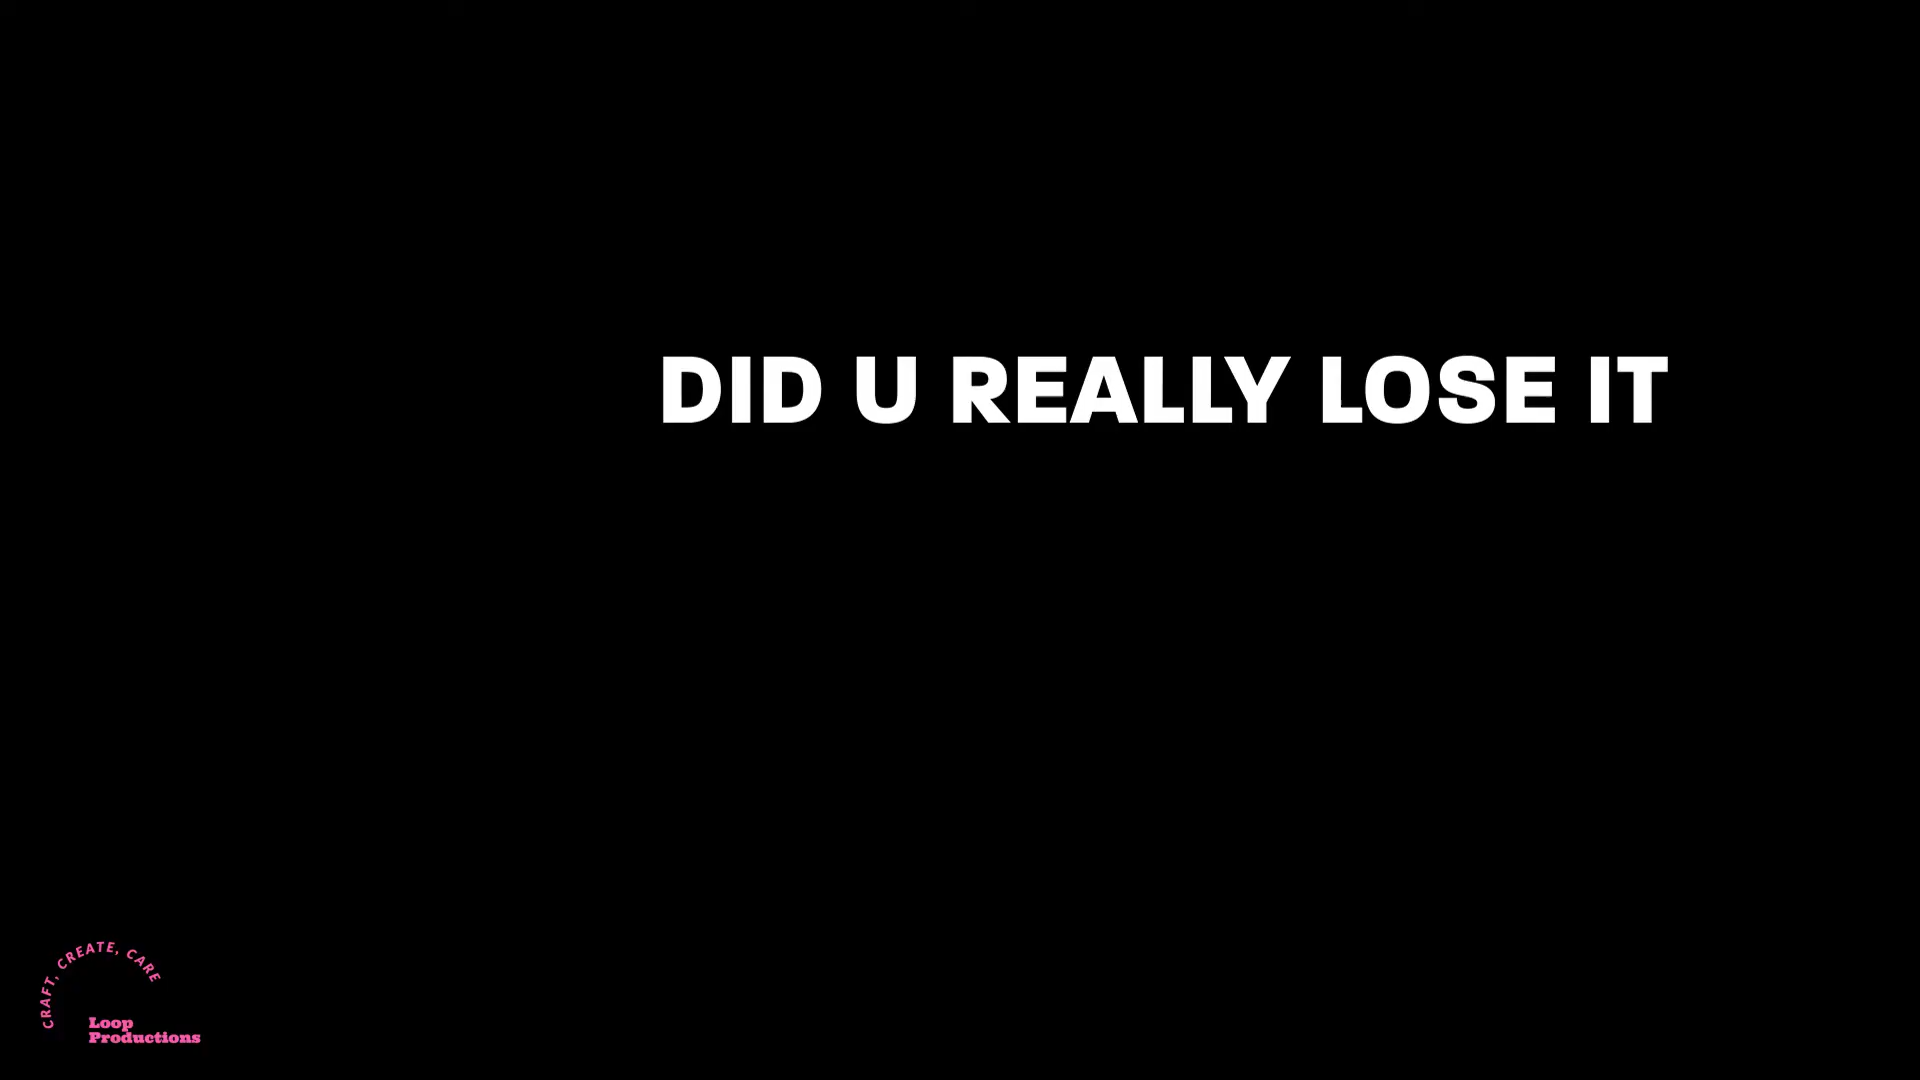 DID U REALLY LOSE IT
CRAFT, CREATE, CARE
Loop
Productions